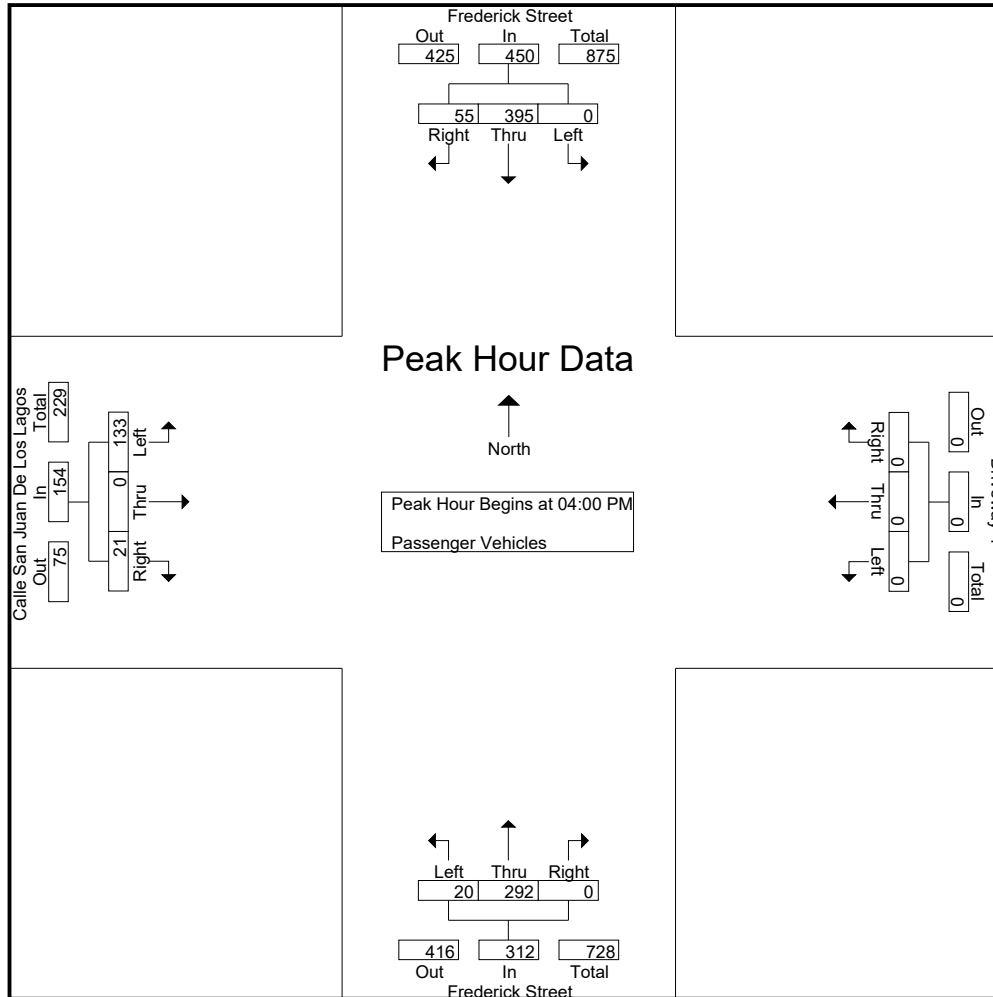 Frederick Street
Out In Total
425 450 875
55 395 0
Right Thru Left
Peak Hour Data
North
Peak Hour Begins at 04:00 PM
Passenger Vehicles
Calle San Juan De Los Lagos
Total In Out
229 154 75
133 0 21
Left Thru Right
Out In Total
0 0 0
Right Thru Left
0 0 0
Left Thru Right
20 292 0
416 312 728
Out In Total
Frederick Street